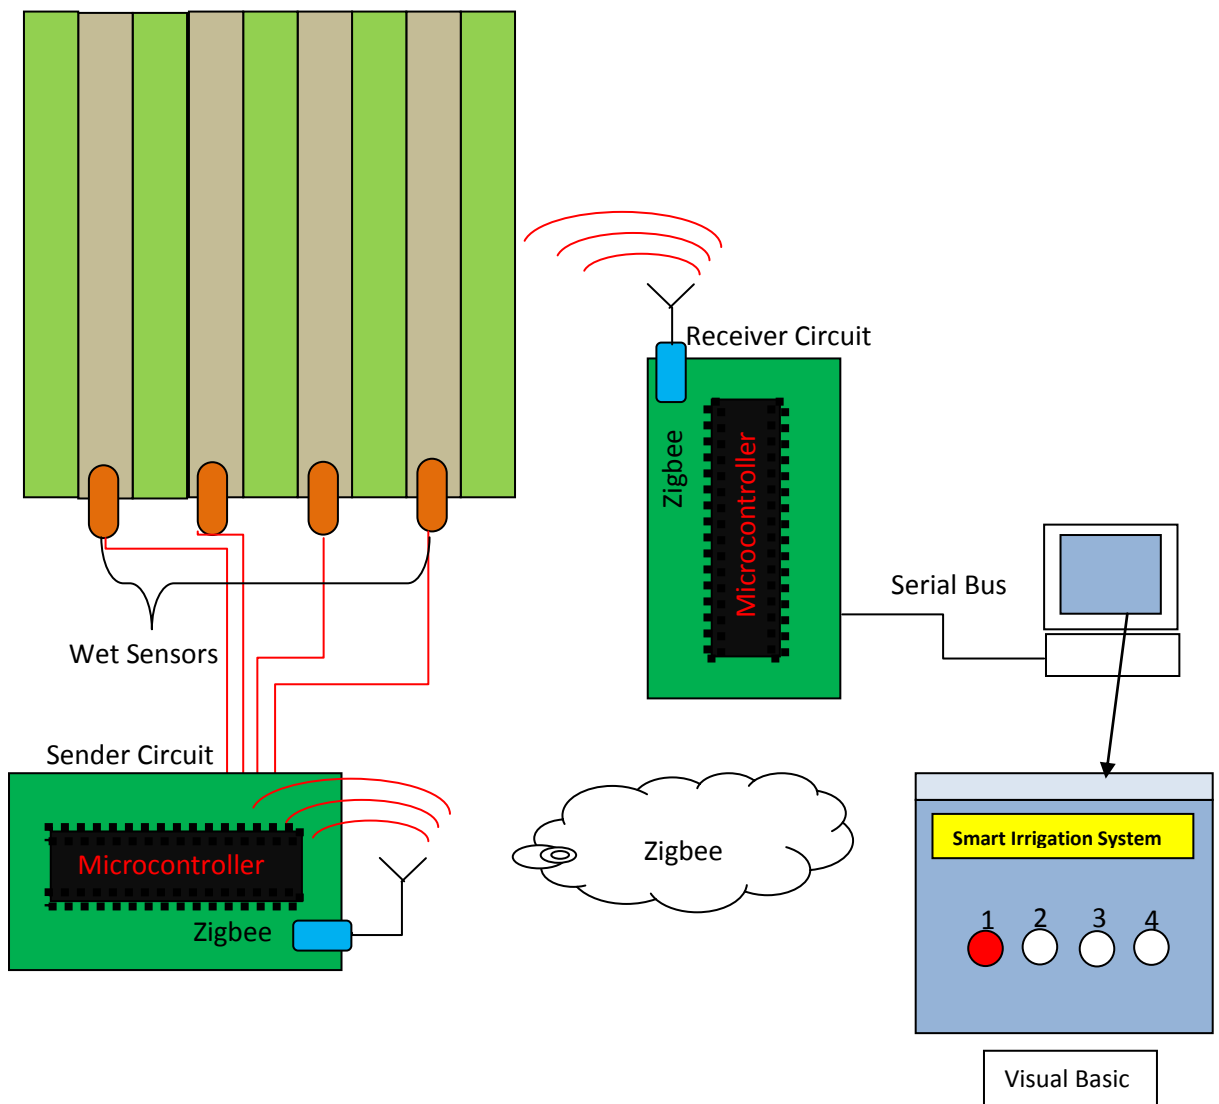 Receiver Circuit
Zigbee
Microcontroller
Serial Bus
Wet Sensors
Sender Circuit
Microcontroller
Zigbee
Zigbee
Smart Irrigation System
1 2 3 4
Visual Basic